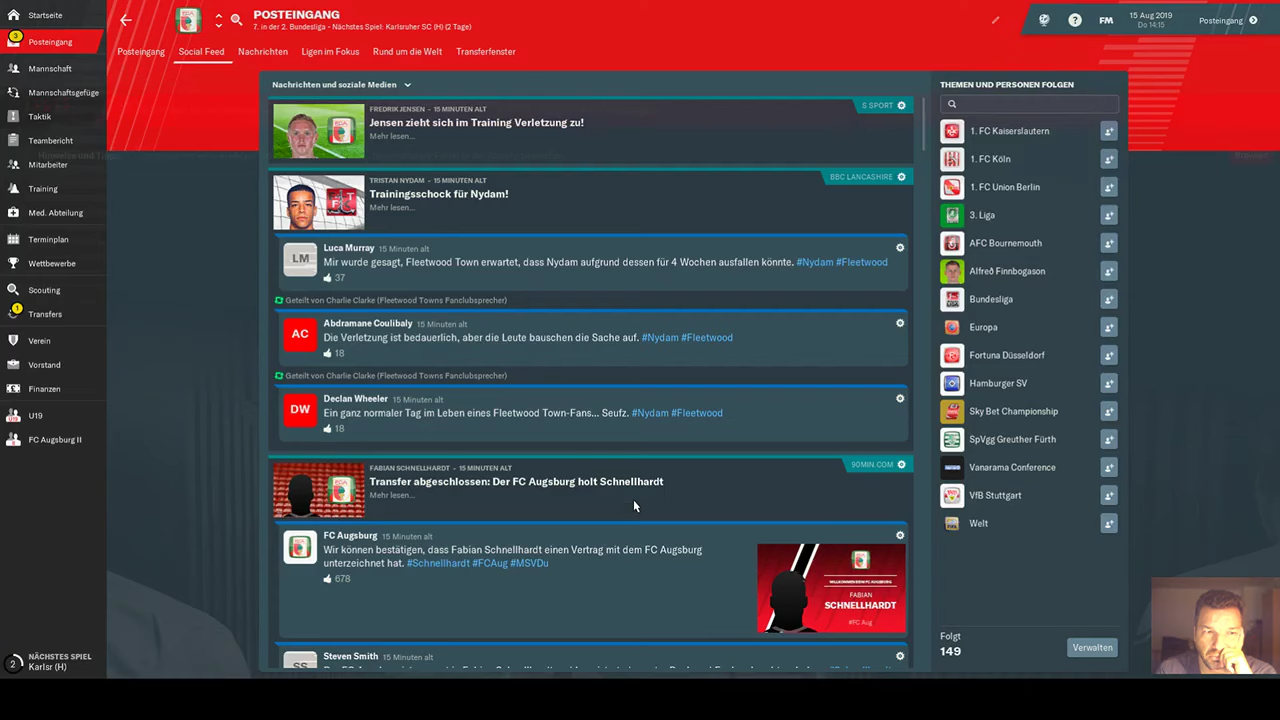 Startseite
3
Posteingang
Mannschaft
Mannschaftsgefüge
Taktik
Teambericht
Mitarbeiter
Training
Med. Abteilung
Terminplan
Wettbewerbe
Scouting
1
Transfers
Verein
Vorstand
Finanzen
U19
FC Augsburg II
2
NÄCHSTES SPIEL
Karlsr (H)
POSTEINGANG
7. in der 2. Bundesliga - Nächstes Spiel: Karlsruher SC (H) (2 Tage)
?
FM
15 Aug 2019
Do 14:15
Posteingang
Posteingang Social Feed Nachrichten Ligen im Fokus Rund um die Welt Transferfenster
Nachrichten und soziale Medien
FREDRIK JENSEN - 15 MINUTEN ALT
S SPORT
Jensen zieht sich im Training Verletzung zu!
Mehr lesen...
TRISTAN NYDAM - 15 MINUTEN ALT
BBC LANCASHIRE
Trainingsschock für Nydam!
Mehr lesen...
LM
Luca Murray 15 Minuten alt
Mir wurde gesagt, Fleetwood Town erwartet, dass Nydam aufgrund dessen für 4 Wochen ausfallen könnte. #Nydam #Fleetwood
37
Geteilt von Charlie Clarke (Fleetwood Towns Fanclubsprecher)
AC
Abdramane Coulibaly 15 Minuten alt
Die Verletzung ist bedauerlich, aber die Leute bauschen die Sache auf. #Nydam #Fleetwood
18
Geteilt von Charlie Clarke (Fleetwood Towns Fanclubsprecher)
DW
Declan Wheeler 15 Minuten alt
Ein ganz normaler Tag im Leben eines Fleetwood Town-Fans... Seufz. #Nydam #Fleetwood
18
FABIAN SCHNELLHARDT - 15 MINUTEN ALT
90MIN.COM
Transfer abgeschlossen: Der FC Augsburg holt Schnellhardt
Mehr lesen...
FC Augsburg 15 Minuten alt
Wir können bestätigen, dass Fabian Schnellhardt einen Vertrag mit dem FC Augsburg
unterzeichnet hat. #Schnellhardt #FCAug #MSVDu
678
WILLKOMMEN BEIM FC AUGSBURG
FABIAN
SCHNELLHARDT
#FC Aug
SS
Steven Smith 15 Minuten alt
THEMEN UND PERSONEN FOLGEN
1. FC Kaiserslautern
1. FC Köln
1. FC Union Berlin
3. Liga
AFC Bournemouth
Alfreð Finnbogason
Bundesliga
Europa
Fortuna Düsseldorf
Hamburger SV
Sky Bet Championship
SpVgg Greuther Fürth
Vanarama Conference
VfB Stuttgart
Welt
Folgt
149
Verwalten